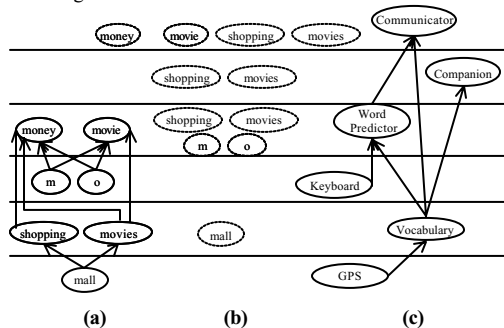 Communicator
money movie shopping movies
shopping movies Companion
money movie shopping movies Word
Predictor
m o
m o Keyboard
shopping movies mall Vocabulary
mall GPS
(a) (b) (c)